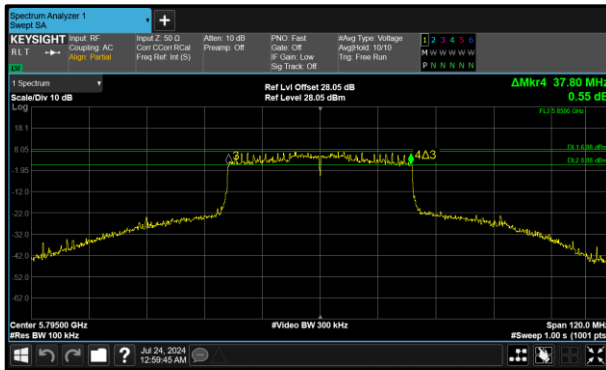 Spectrum Analyzer 1
Swept SA
KEYSIGHT
RLT
Input: RF
Coupling: AC
Align: Partial
Input Z: 50 Ω
Corr CCorr RCal
Freq Ref: Int (S)
Atten: 10 dB
Preamp: Off
PNO: Fast
Gate: Off
IF Gain: Low
Sig Track: Off
#Avg Type: Voltage
Avg|Hold: 10/10
Trig: Free Run
1 2 3 4 5 6
M W W W W W
P N N N N N
1 Spectrum
Scale/Div 10 dB
Ref Lvl Offset 28.05 dB
Ref Level 28.05 dBm
ΔMkr4 37.80 MHz
0.55 dB
Log
18.1
8.05
-1.95
-12.0
-22.0
-32.0
-42.0
-52.0
-62.0
3
4Δ3
Center 5.79500 GHz
#Res BW 100 kHz
#Video BW 300 kHz
Span 120.0 MHz
#Sweep 1.00 s (1001 pts)
?
Jul 24, 2024
12:59:45 AM